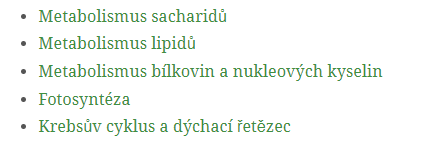 Metabolismus sacharidů
Metabolismus lipidů
Metabolismus bílkovin a nukleových kyselin
Fotosyntéza
Krebsův cyklus a dýchací řetězec